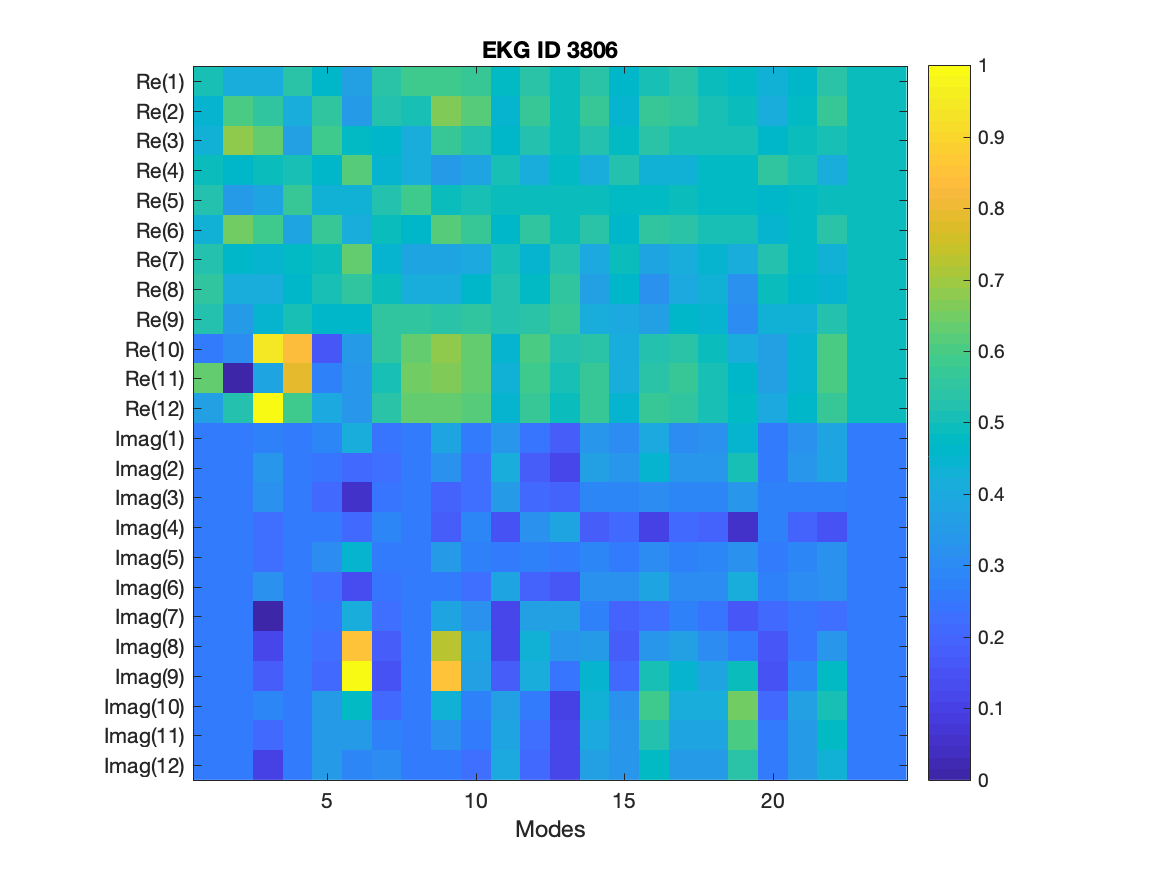 EKG ID 3806
Re(1)
Re(2)
Re(3)
Re(4)
Re(5)
Re(6)
Re(7)
Re(8)
Re(9)
Re(10)
Re(11)
Re(12)
Imag(1)
Imag(2)
Imag(3)
Imag(4)
Imag(5)
Imag(6)
Imag(7)
Imag(8)
Imag(9)
Imag(10)
Imag(11)
Imag(12)
5 10 15 20
Modes
1
0.9
0.8
0.7
0.6
0.5
0.4
0.3
0.2
0.1
0